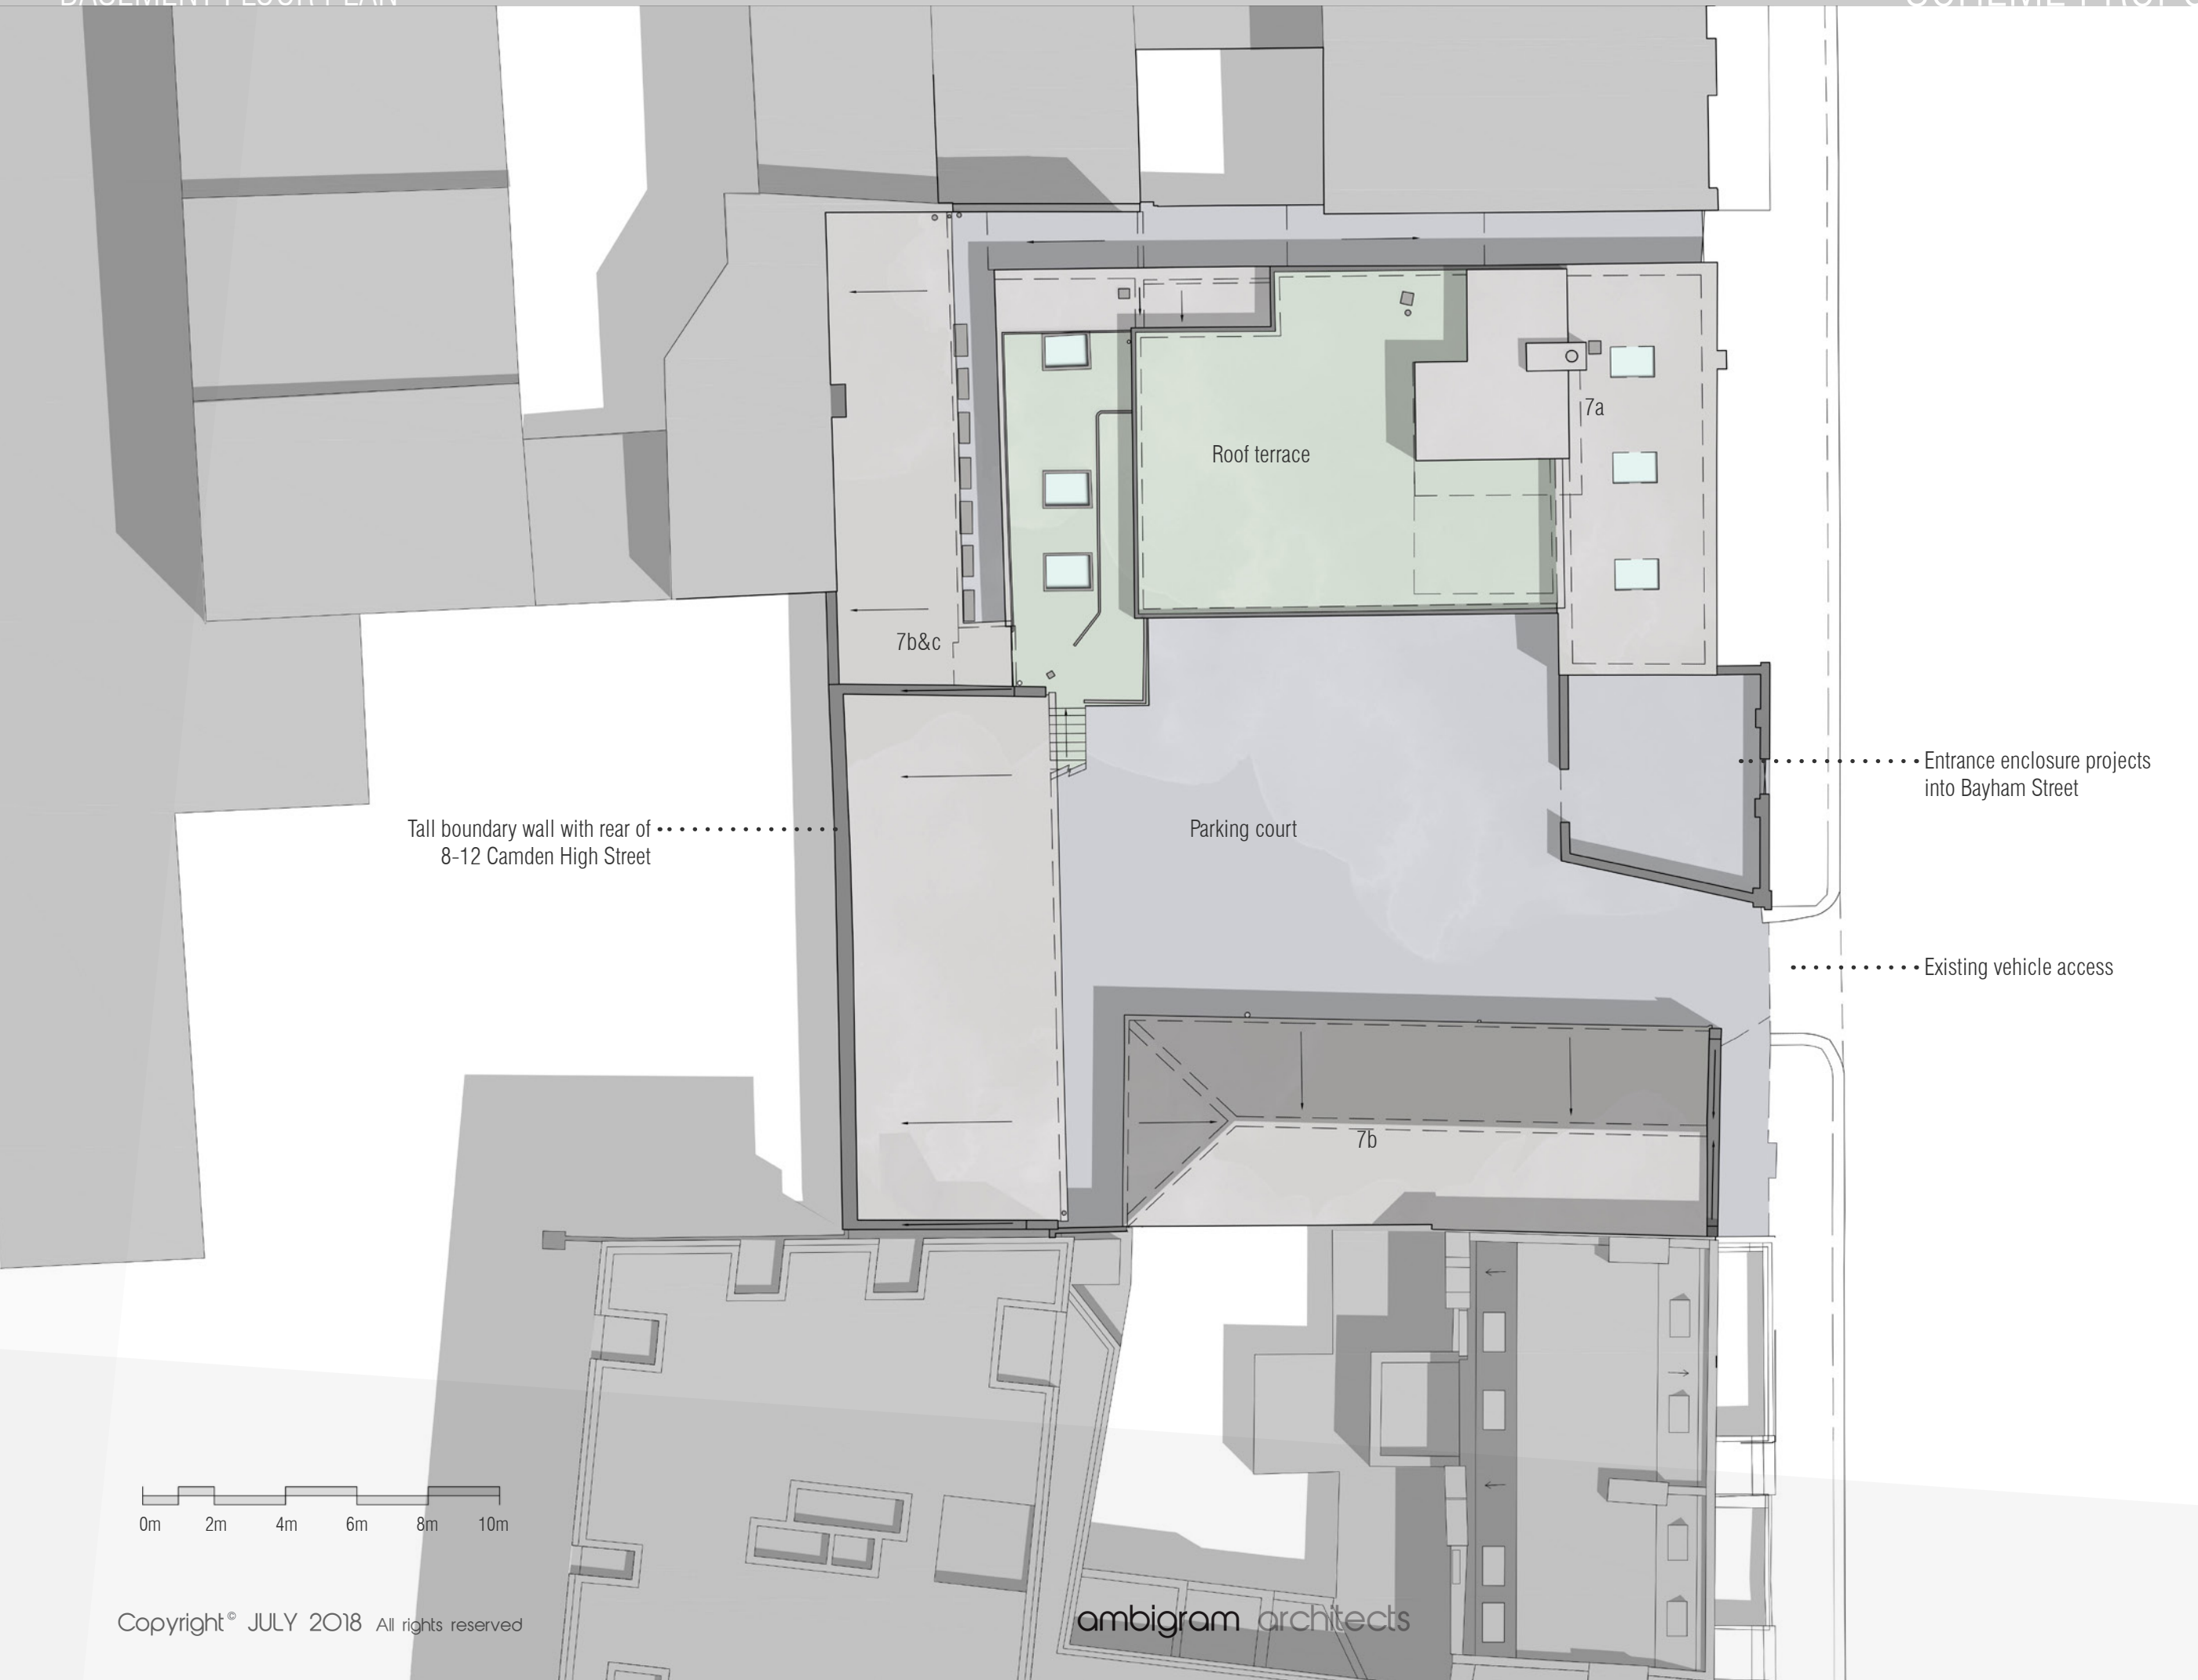 7a
Roof terrace
7b&c
Entrance enclosure projects
into Bayham Street
Tall boundary wall with rear of
8-12 Camden High Street
Parking court
Existing vehicle access
7b
0m 2m 4m 6m 8m 10m
Copyright© JULY 2018 All rights reserved
ambigram architects